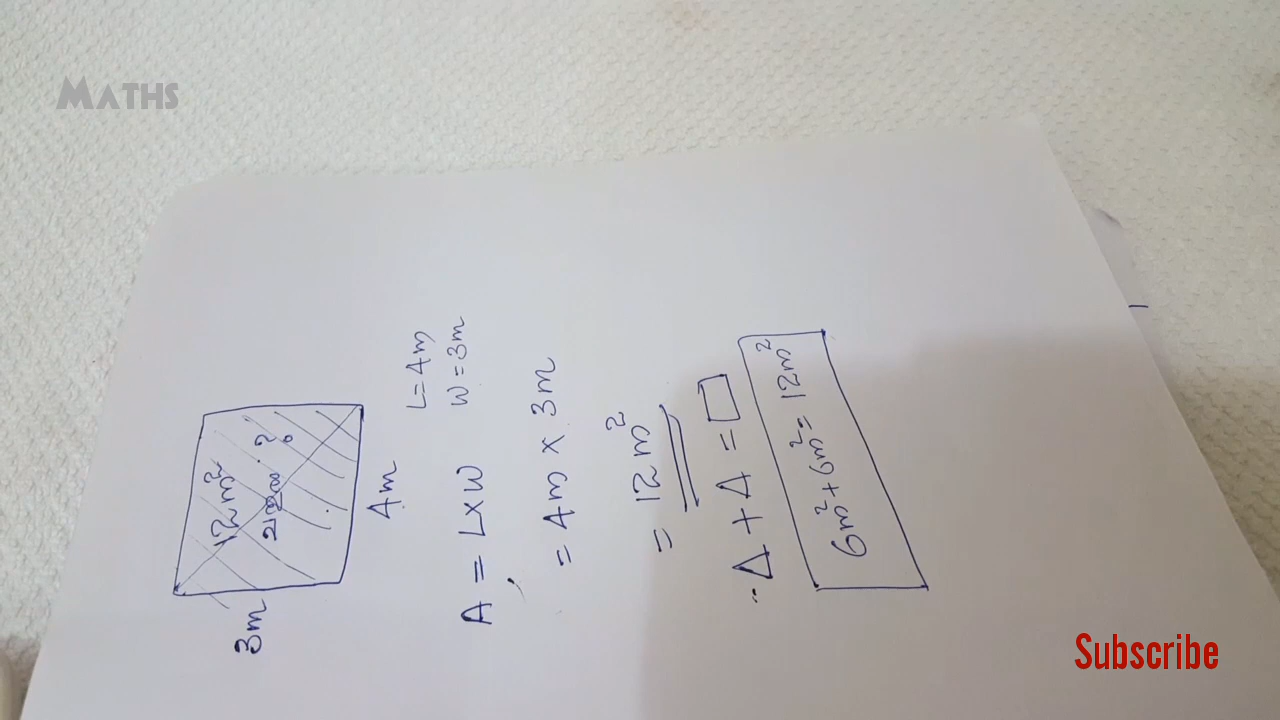 MATHS
12m²
?
3m
4m
L=4m
W=3m
A = L×W
= 4m × 3m
= 12m²
∴ Δ + Δ = □
6m² + 6m² = 12m²
Subscribe